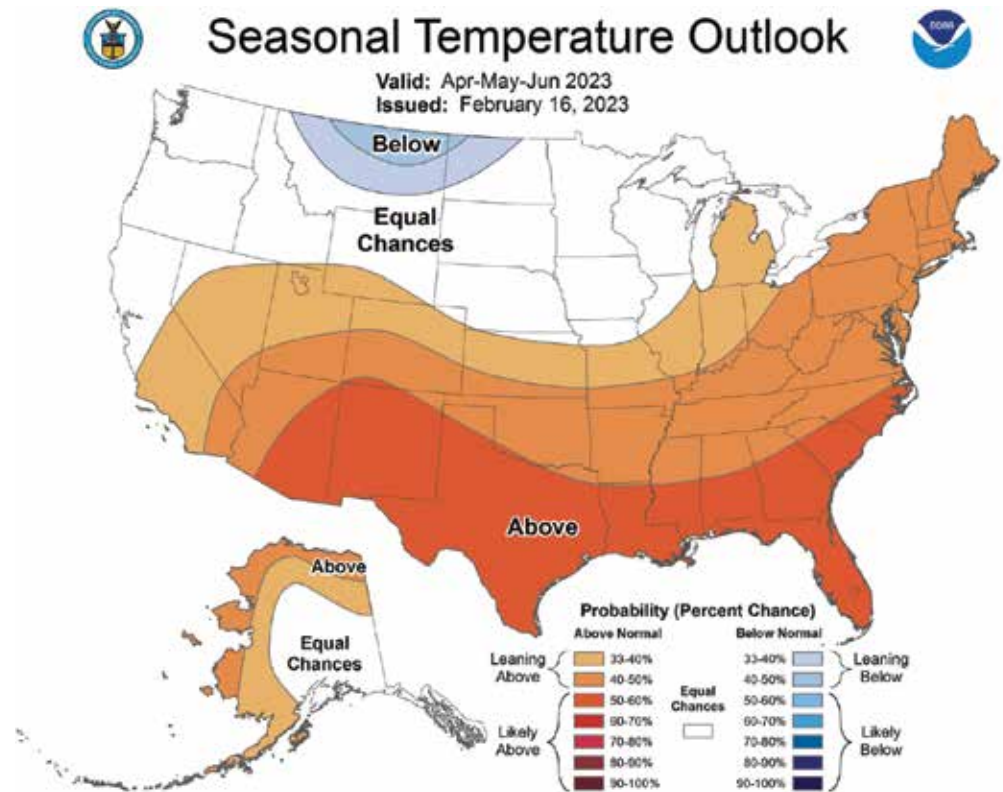 NOAA
Seasonal Temperature Outlook
Valid: Apr-May-Jun 2023
Issued: February 16, 2023
Below
Equal
Chances
Above
Above
Equal
Chances
Probability (Percent Chance)
Above Normal
Below Normal
Leaning
Above
33-40%
40-50%
Likely
Above
50-60%
60-70%
70-80%
80-90%
90-100%
Equal
Chances
33-40%
40-50%
Leaning
Below
50-60%
60-70%
70-80%
80-90%
90-100%
Likely
Below